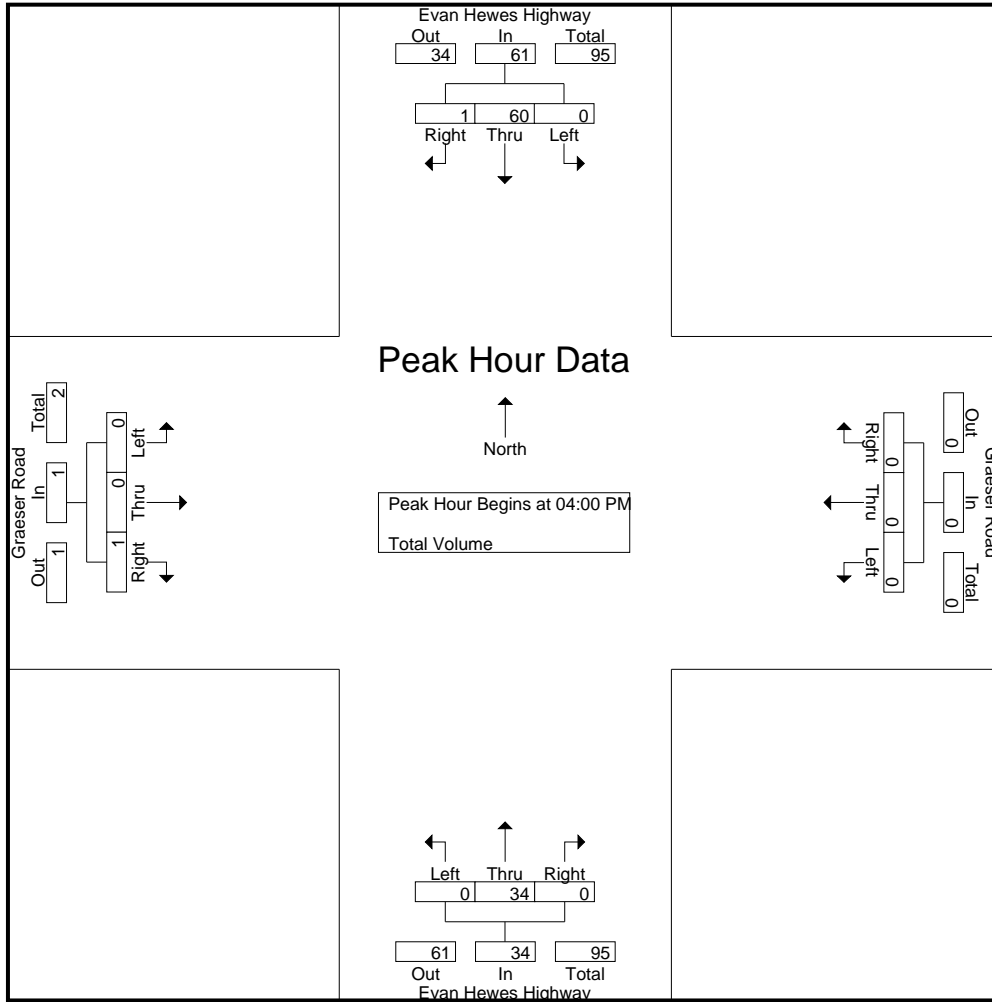 Evan Hewes Highway
Out In Total
34 61 95
1 60 0
Right Thru Left
Peak Hour Data
North
Peak Hour Begins at 04:00 PM
Total Volume
Graeser Road
Out In Total
1 1 2
Left Thru Right
0 0 1
Graeser Road
Out In Total
0 0 0
Right Thru Left
0 0 0
Left Thru Right
0 34 0
61 34 95
Out In Total
Evan Hewes Highway